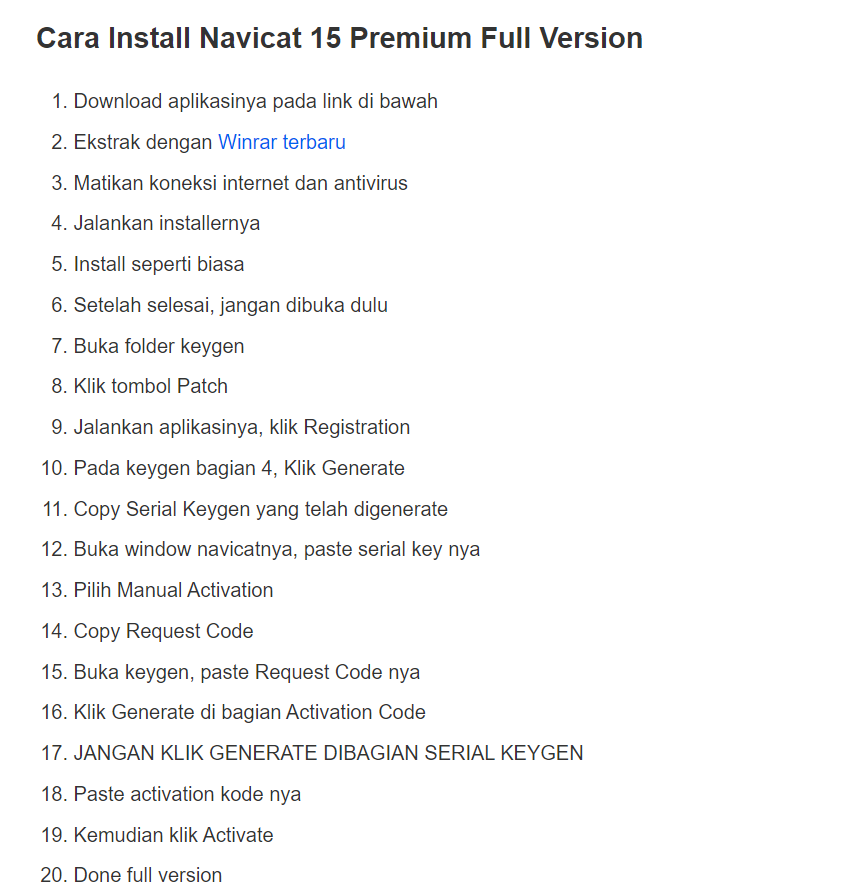 Cara Install Navicat 15 Premium Full Version
1. Download aplikasinya pada link di bawah
2. Ekstrak dengan Winrar terbaru
3. Matikan koneksi internet dan antivirus
4. Jalankan installernya
5. Install seperti biasa
6. Setelah selesai, jangan dibuka dulu
7. Buka folder keygen
8. Klik tombol Patch
9. Jalankan aplikasinya, klik Registration
10. Pada keygen bagian 4, Klik Generate
11. Copy Serial Keygen yang telah digenerate
12. Buka window navicatnya, paste serial key nya
13. Pilih Manual Activation
14. Copy Request Code
15. Buka keygen, paste Request Code nya
16. Klik Generate di bagian Activation Code
17. JANGAN KLIK GENERATE DIBAGIAN SERIAL KEYGEN
18. Paste activation kode nya
19. Kemudian klik Activate
20. Done full version